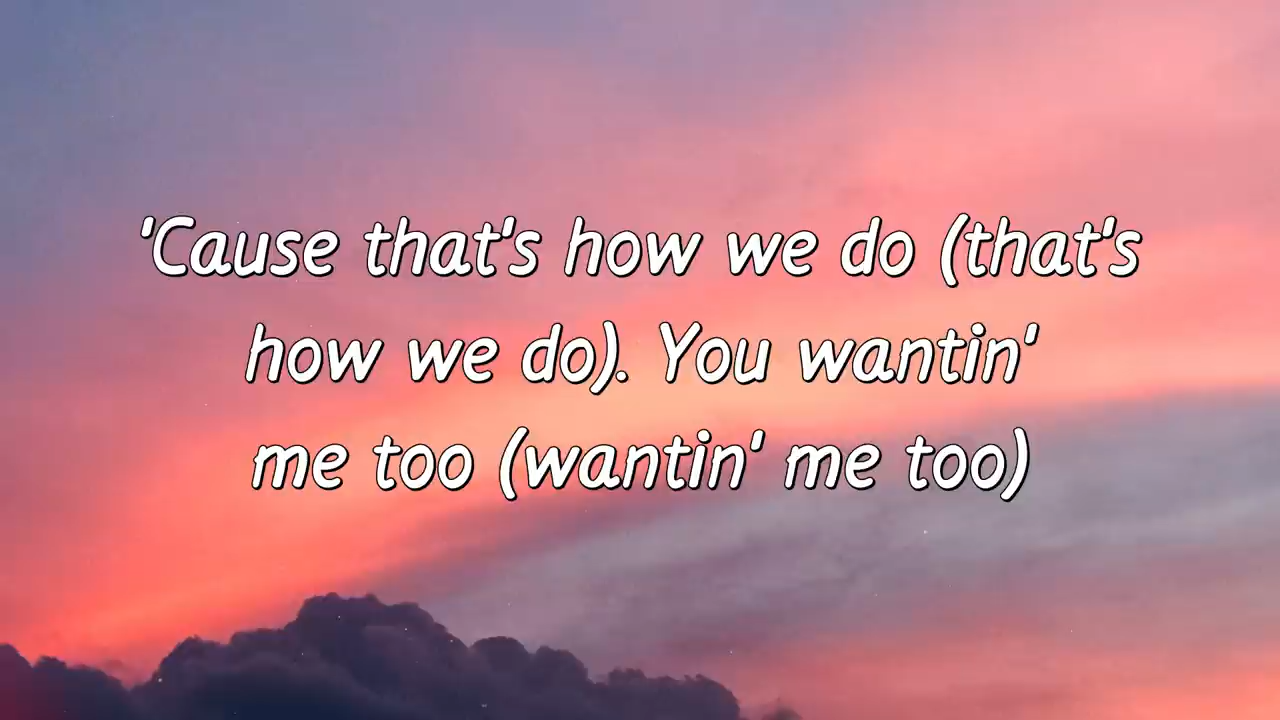 'Cause that's how we do (that's
how we do). You wantin'
me too (wantin' me too)